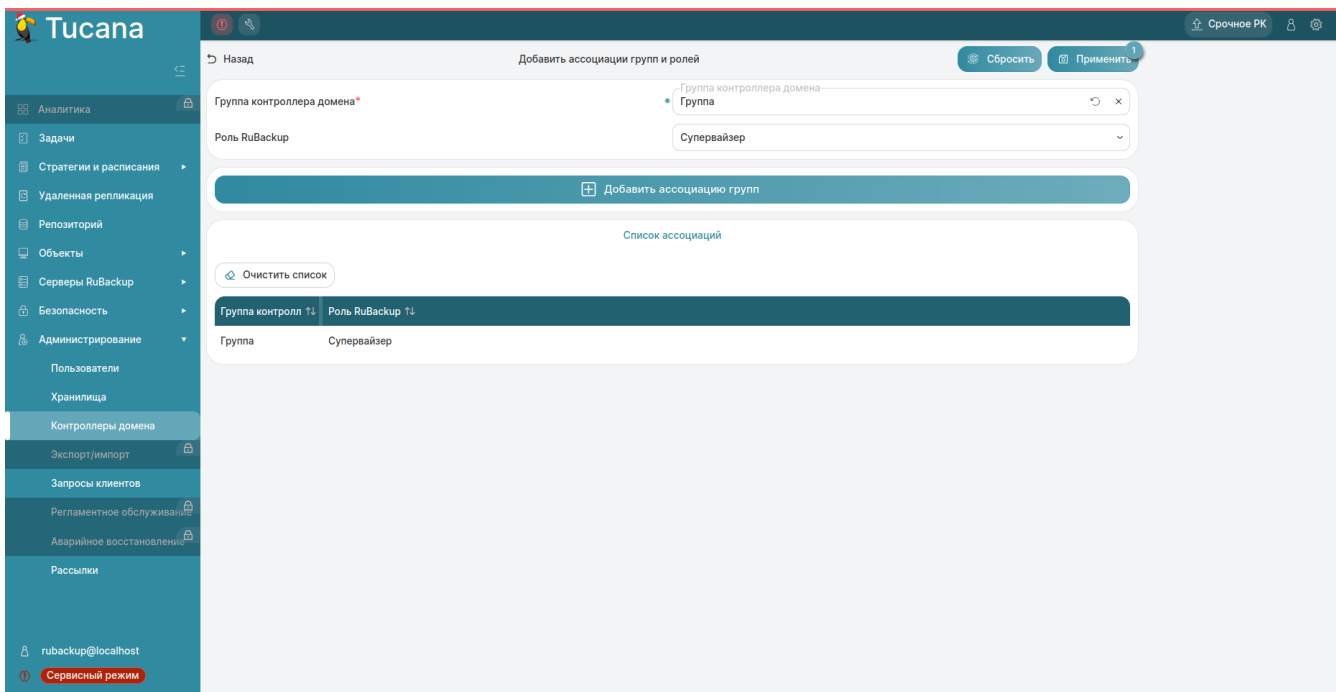 Tucana
Срочное РК
Назад
Добавить ассоциации групп и ролей
Сбросить
Применить
1
Аналитика
Задачи
Стратегии и расписания
Удаленная репликация
Репозиторий
Объекты
Серверы RuBackup
Безопасность
Администрирование
Пользователи
Хранилища
Контроллеры домена
Экспорт/импорт
Запросы клиентов
Регламентное обслуживание
Аварийное восстановление
Рассылки
rubackup@localhost
Сервисный режим
Группа контроллера домена*
Группа контроллера домена
Группа
Роль RuBackup
Супервайзер
Добавить ассоциацию групп
Список ассоциаций
Очистить список
Группа контролл Роль RuBackup
Группа Супервайзер